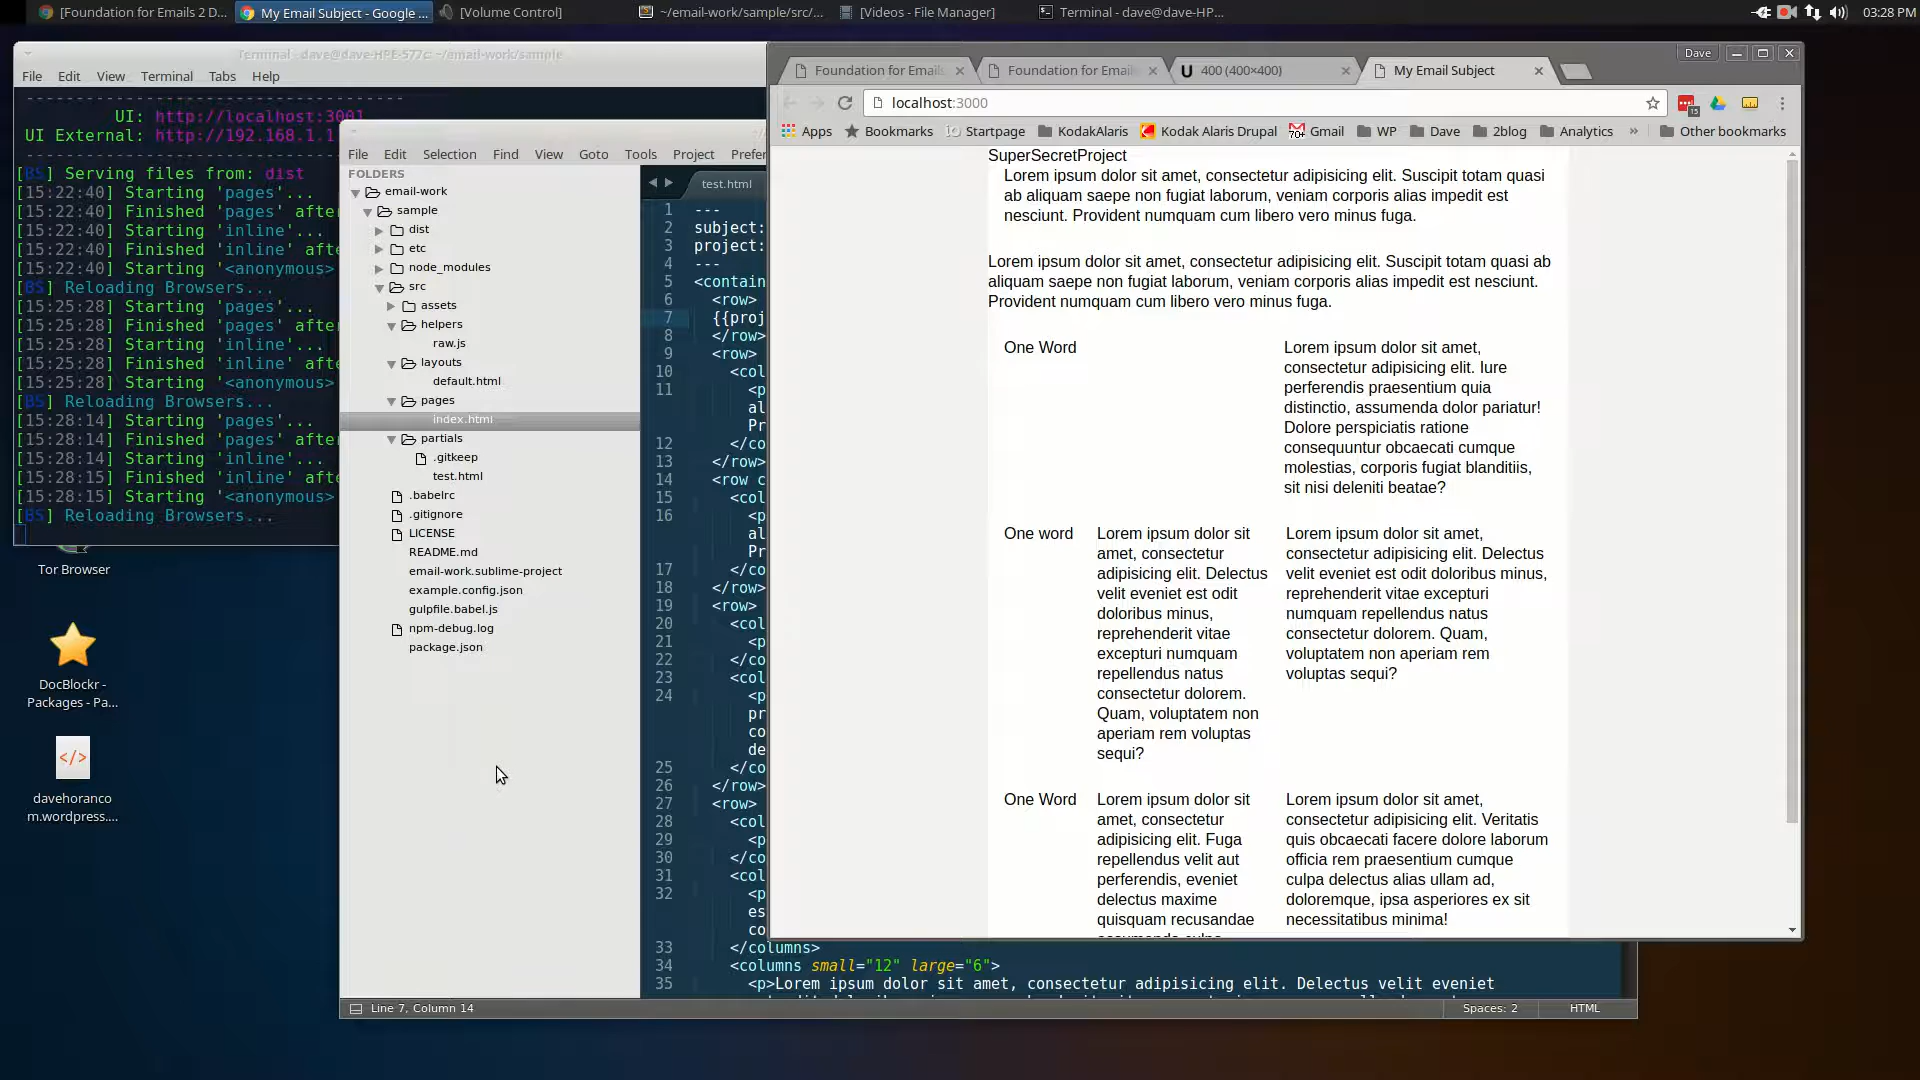 [Foundation for Emails 2 D...
My Email Subject - Google ...
[Volume Control]
~/email-work/sample/src/...
[Videos - File Manager]
Terminal - dave@dave-HP...
03:28 PM
Terminal - dave@dave-HPE-577c: ~/email-work/sample
File Edit View Terminal Tabs Help
------------------------------------
UI: http://localhost:3001
UI External: http://192.168.1.1
[BS] Serving files from: dist
[15:22:40] Starting 'pages'...
[15:22:40] Finished 'pages' after
[15:22:40] Starting 'inline'...
[15:22:40] Finished 'inline' afte
[15:22:40] Starting '<anonymous>
[BS] Reloading Browsers...
[15:25:28] Starting 'pages'...
[15:25:28] Finished 'pages' after
[15:25:28] Starting 'inline'...
[15:25:28] Finished 'inline' afte
[15:25:28] Starting '<anonymous>
[BS] Reloading Browsers...
[15:28:14] Starting 'pages'...
[15:28:14] Finished 'pages' after
[15:28:14] Starting 'inline'...
[15:28:15] Finished 'inline' afte
[15:28:15] Starting '<anonymous>
[BS] Reloading Browsers...
Tor Browser
DocBlockr -
Packages - Pa...
davehoranco
m.wordpress....
File Edit Selection Find View Goto Tools Project Prefer
FOLDERS
email-work
sample
dist
etc
node_modules
src
assets
helpers
raw.js
layouts
default.html
pages
index.html
partials
.gitkeep
test.html
.babelrc
.gitignore
LICENSE
README.md
email-work.sublime-project
example.config.json
gulpfile.babel.js
npm-debug.log
package.json
test.html
1 ---
2 subject:
3 project:
4 ---
5 <contain
6 <row>
7 {{proj
8 </row>
9 <row>
10 <col
11 <p
al
Pr
12 </co
13 </row>
14 <row c
15 <col
16 <p
al
Pr
17 </co
18 </row>
19 <row>
20 <col
21 <p
22 </co
23 <col
24 <p
pr
co
de
25 </co
26 </row>
27 <row>
28 <col
29 <p
30 </co
31 <col
32 <p
es
co
33 </columns>
34 <columns small="12" large="6">
35 <p>Lorem ipsum dolor sit amet, consectetur adipisicing elit. Delectus velit eveniet
Line 7, Column 14
Spaces: 2
HTML
Dave
Foundation for Emails
Foundation for Email
400 (400×400)
My Email Subject
localhost:3000
15
Apps
Bookmarks
Startpage
KodakAlaris
Kodak Alaris Drupal
70+
Gmail
WP
Dave
2blog
Analytics
»
Other bookmarks
SuperSecretProject
Lorem ipsum dolor sit amet, consectetur adipisicing elit. Suscipit totam quasi
ab aliquam saepe non fugiat laborum, veniam corporis alias impedit est
nesciunt. Provident numquam cum libero vero minus fuga.
Lorem ipsum dolor sit amet, consectetur adipisicing elit. Suscipit totam quasi ab
aliquam saepe non fugiat laborum, veniam corporis alias impedit est nesciunt.
Provident numquam cum libero vero minus fuga.
One Word
Lorem ipsum dolor sit amet,
consectetur adipisicing elit. Iure
perferendis praesentium quia
distinctio, assumenda dolor pariatur!
Dolore perspiciatis ratione
consequuntur obcaecati cumque
molestias, corporis fugiat blanditiis,
sit nisi deleniti beatae?
One word
Lorem ipsum dolor sit
amet, consectetur
adipisicing elit. Delectus
velit eveniet est odit
doloribus minus,
reprehenderit vitae
excepturi numquam
repellendus natus
consectetur dolorem.
Quam, voluptatem non
aperiam rem voluptas
sequi?
Lorem ipsum dolor sit amet,
consectetur adipisicing elit. Delectus
velit eveniet est odit doloribus minus,
reprehenderit vitae excepturi
numquam repellendus natus
consectetur dolorem. Quam,
voluptatem non aperiam rem
voluptas sequi?
One Word
Lorem ipsum dolor sit
amet, consectetur
adipisicing elit. Fuga
repellendus velit aut
perferendis, eveniet
delectus maxime
quisquam recusandae
Lorem ipsum dolor sit amet,
consectetur adipisicing elit. Veritatis
quis obcaecati facere dolore laborum
officia rem praesentium cumque
culpa delectus alias ullam ad,
doloremque, ipsa asperiores ex sit
necessitatibus minima!